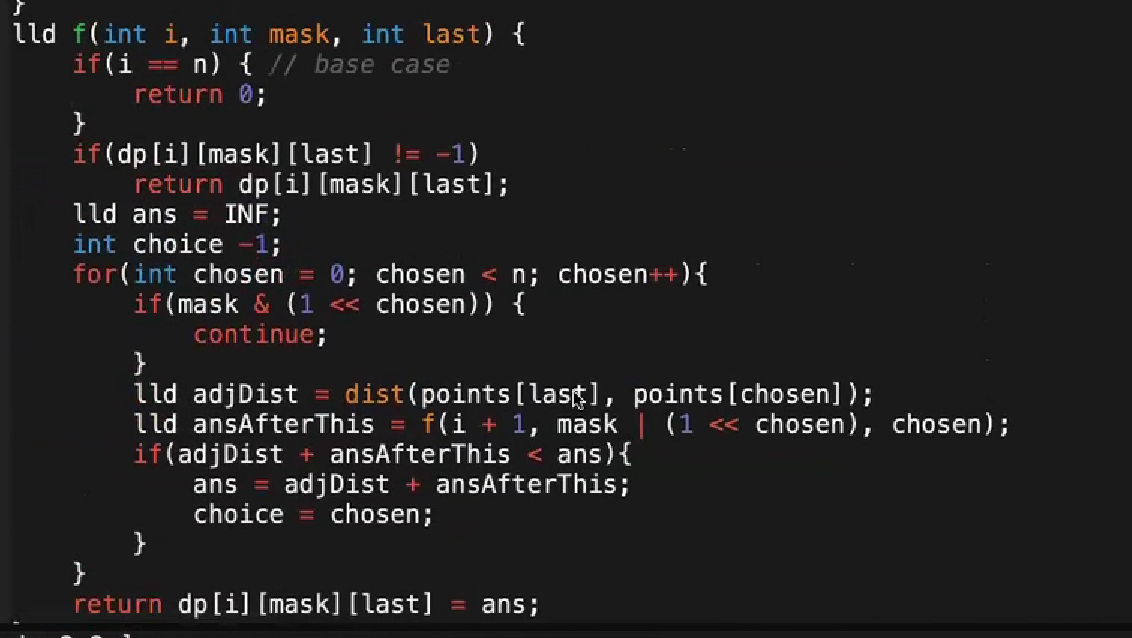 }
lld f(int i, int mask, int last) {
    if(i == n) { // base case
        return 0;
    }
    if(dp[i][mask][last] != -1)
        return dp[i][mask][last];
    lld ans = INF;
    int choice -1;
    for(int chosen = 0; chosen < n; chosen++){
        if(mask & (1 << chosen)) {
            continue;
        }
        lld adjDist = dist(points[last], points[chosen]);
        lld ansAfterThis = f(i + 1, mask | (1 << chosen), chosen);
        if(adjDist + ansAfterThis < ans){
            ans = adjDist + ansAfterThis;
            choice = chosen;
        }
    }
    return dp[i][mask][last] = ans;